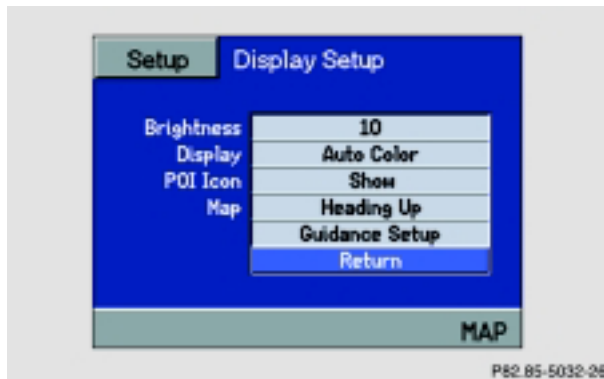 Setup Display Setup
Brightness 10
Display Auto Color
POI Icon Show
Map Heading Up
Guidance Setup
Return
MAP
P82.85-5032-26